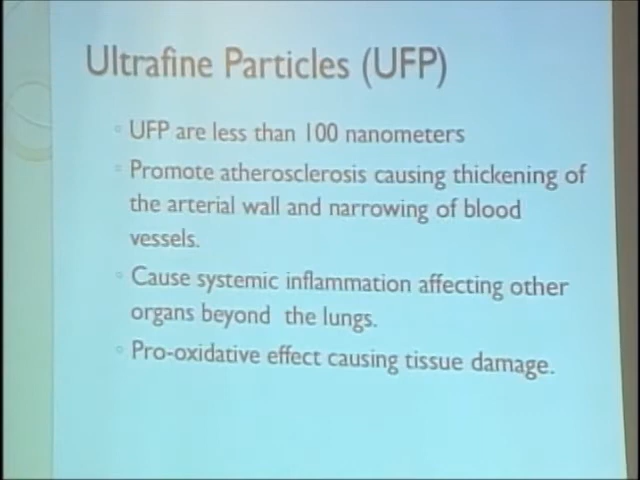 Ultrafine Particles (UFP)
UFP are less than 100 nanometers
Promote atherosclerosis causing thickening of
the arterial wall and narrowing of blood
vessels.
Cause systemic inflammation affecting other
organs beyond the lungs.
Pro-oxidative effect causing tissue damage.